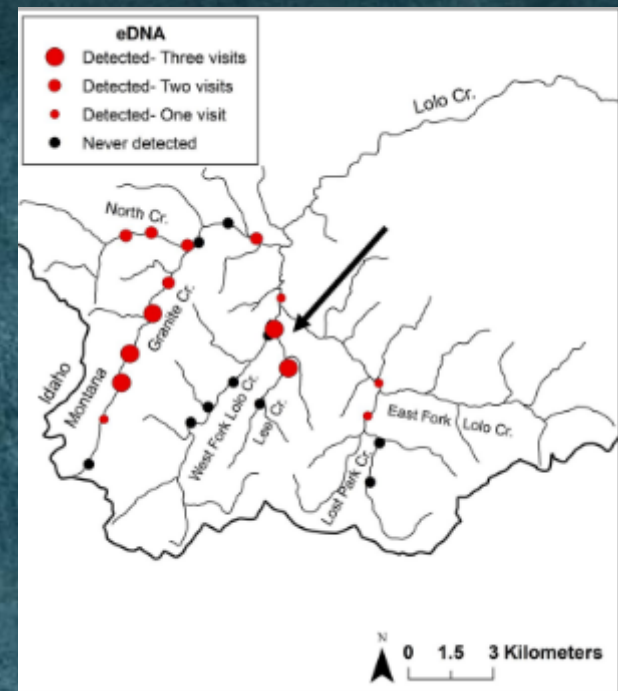 eDNA
Detected- Three visits
Detected- Two visits
Detected- One visit
Never detected
Lolo Cr.
North Cr.
Granite Cr.
Idaho
Montana
West Fork Lolo Cr.
Lee Cr.
East Fork Lolo Cr.
Lost Park Cr.
N
0 1.5 3 Kilometers